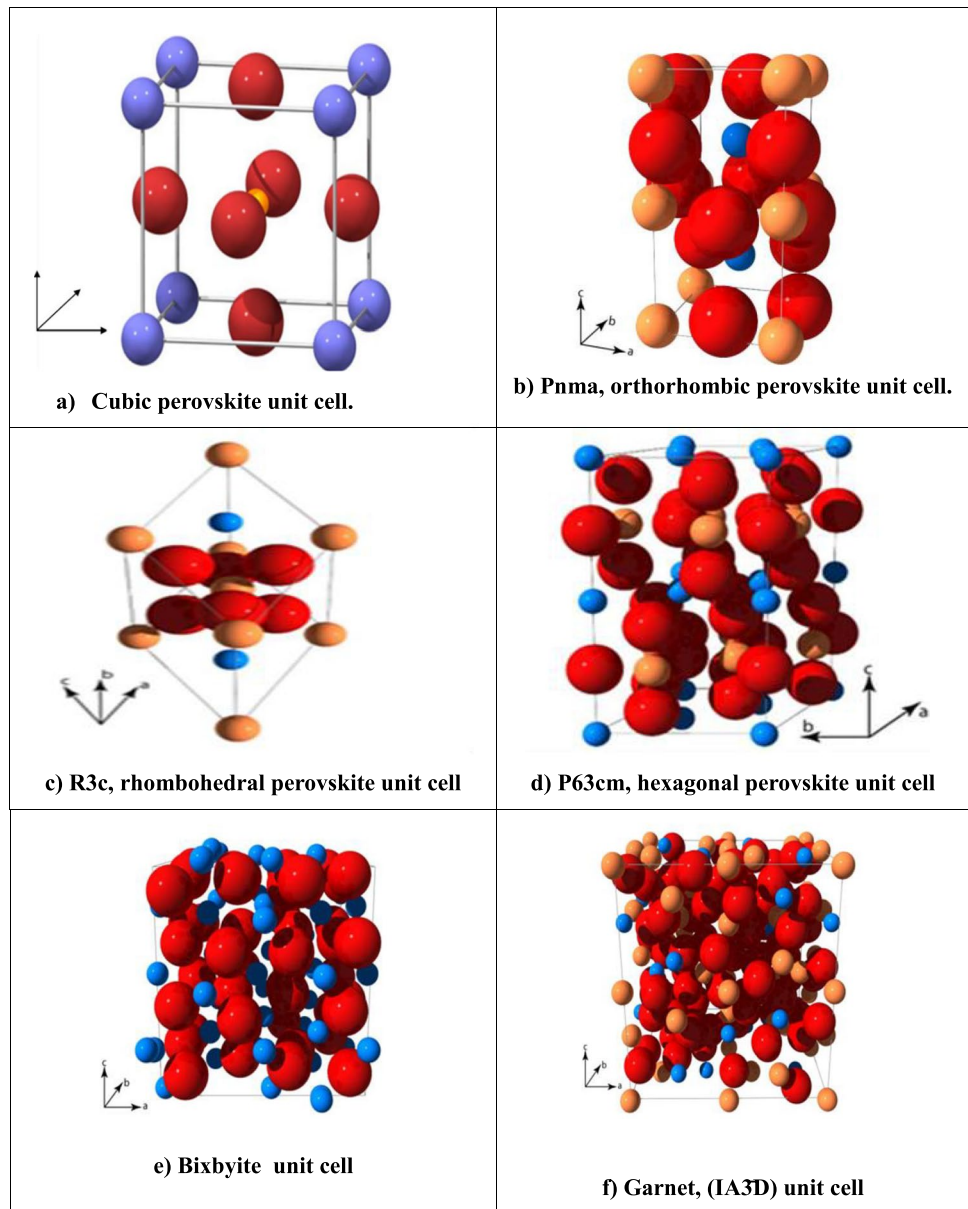 a) Cubic perovskite unit cell.
c
b
a
b) Pnma, orthorhombic perovskite unit cell.
c
b
a
c) R3c, rhombohedral perovskite unit cell
c
b
a
d) P63cm, hexagonal perovskite unit cell
c
b
a
e) Bixbyite unit cell
c
b
a
f) Garnet, (IA3̄D) unit cell